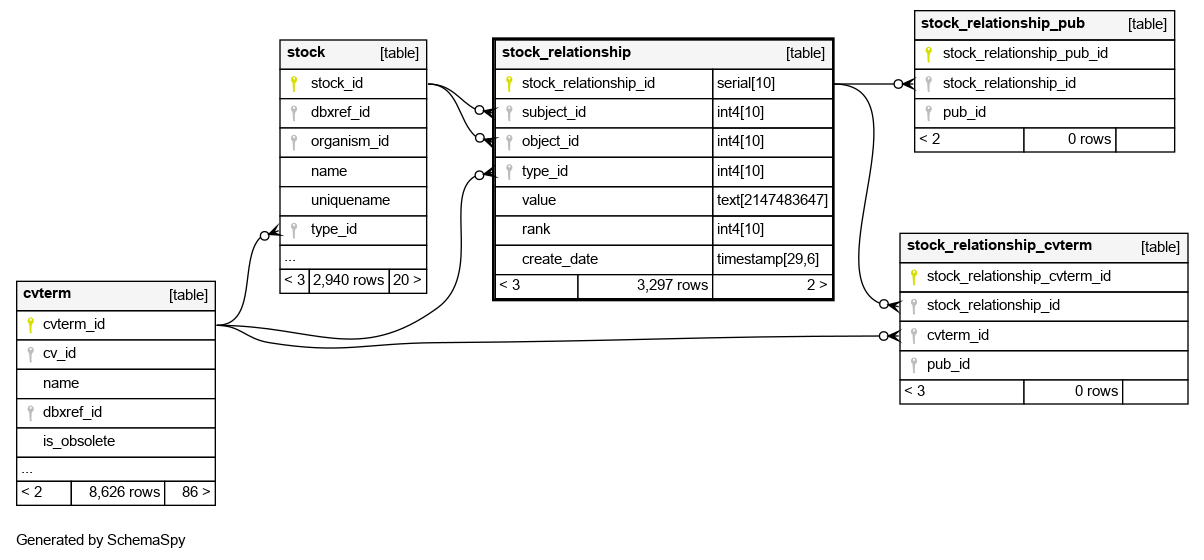 stock_relationship_pub [table]
stock_relationship_pub_id
stock_relationship_id
pub_id
< 2 0 rows
stock [table]
stock_id
dbxref_id
organism_id
name
uniquename
type_id
...
< 3 2,940 rows 20 >
stock_relationship [table]
stock_relationship_id serial[10]
subject_id int4[10]
object_id int4[10]
type_id int4[10]
value text[2147483647]
rank int4[10]
create_date timestamp[29,6]
< 3 3,297 rows 2 >
stock_relationship_cvterm [table]
stock_relationship_cvterm_id
stock_relationship_id
cvterm_id
pub_id
< 3 0 rows
cvterm [table]
cvterm_id
cv_id
name
dbxref_id
is_obsolete
...
< 2 8,626 rows 86 >
Generated by SchemaSpy